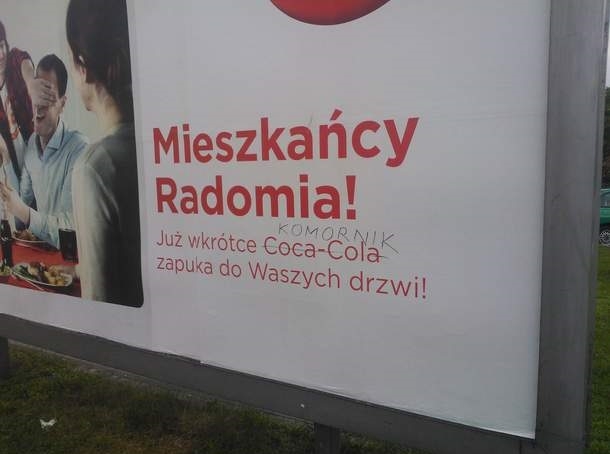 Mieszkańcy
Radomia!
KOMORNIK
Już wkrótce Coca-Cola
zapuka do Waszych drzwi!